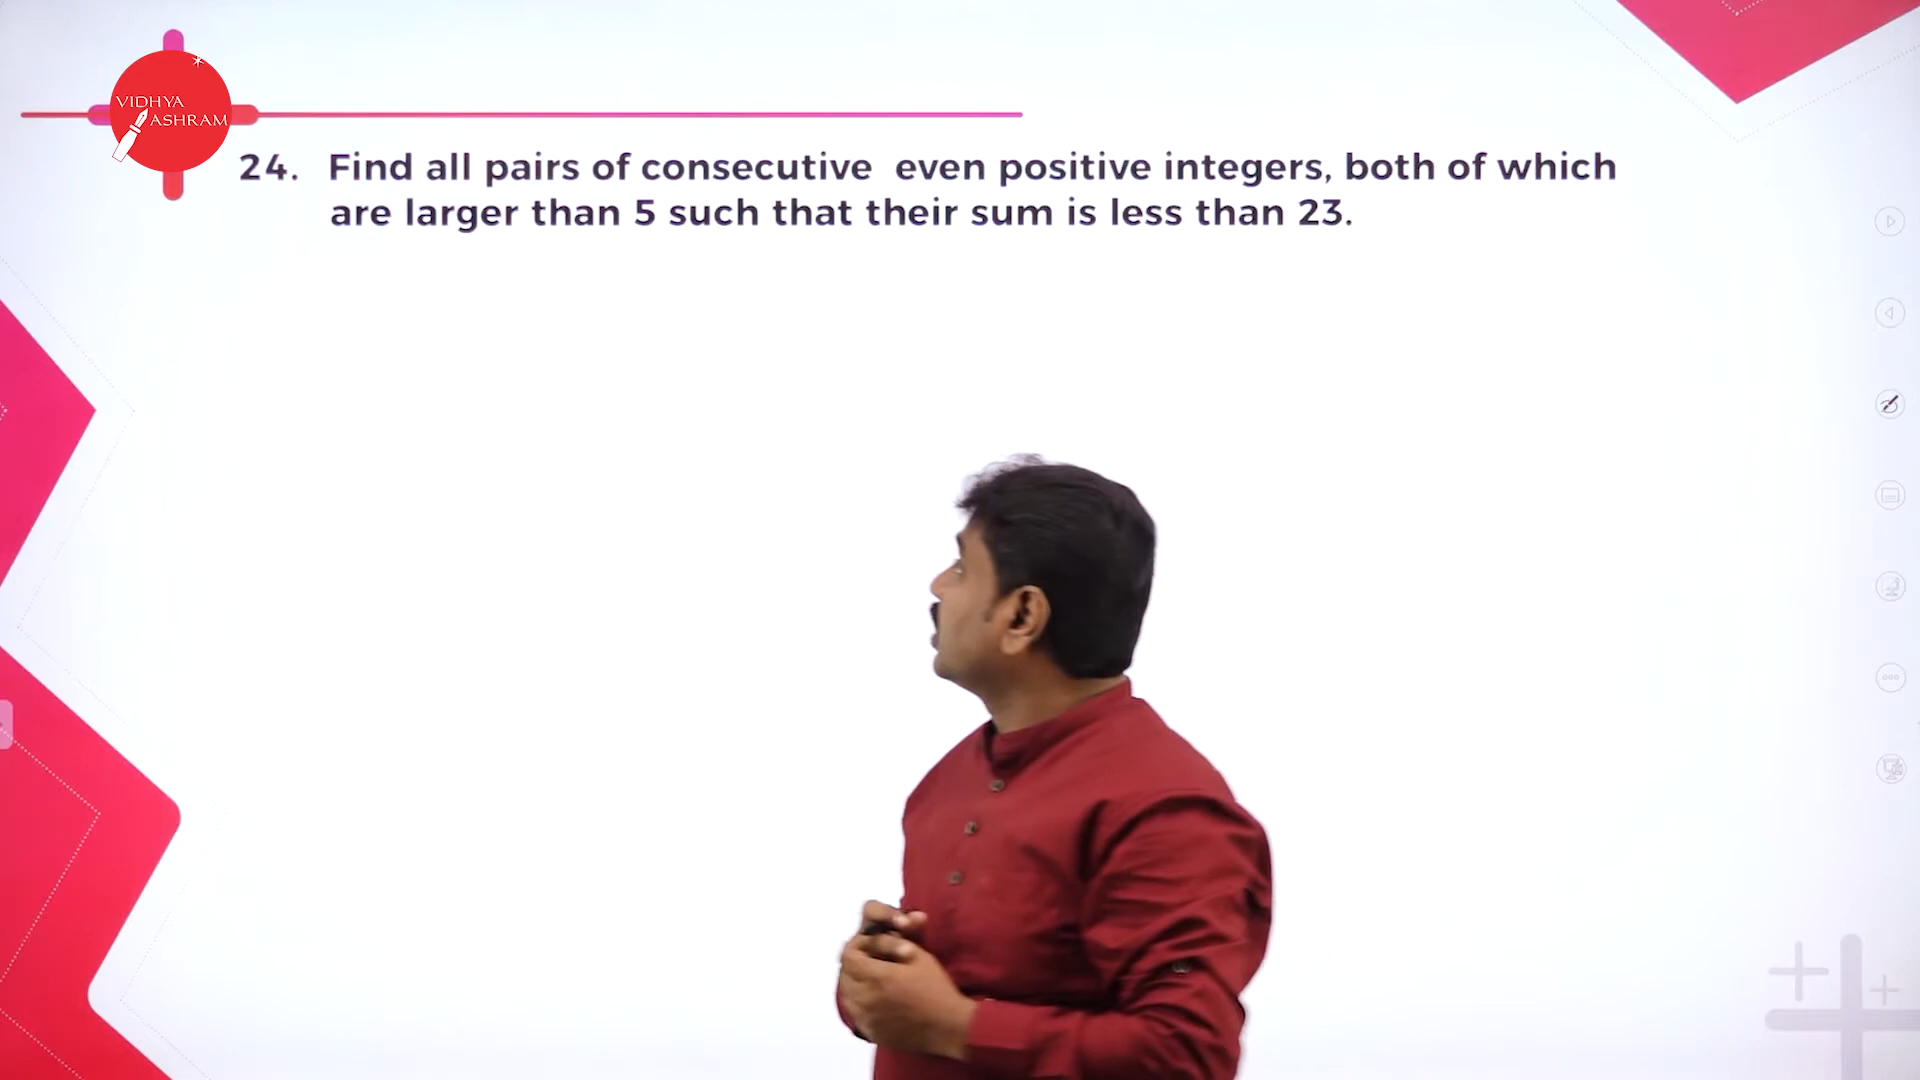 VIDHYA
ASHRAM
24. Find all pairs of consecutive even positive integers, both of which
are larger than 5 such that their sum is less than 23.